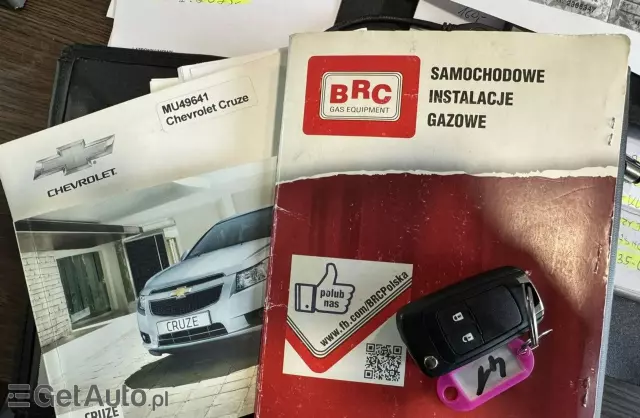 MU49641
Chevrolet Cruze
CHEVROLET
CRUZE
CRUZE
BRC
GAS EQUIPMENT
SAMOCHODOWE
INSTALACJE
GAZOWE
polub
nas
www.fb.com/BRCPolska
BRC
GetAuto.pl